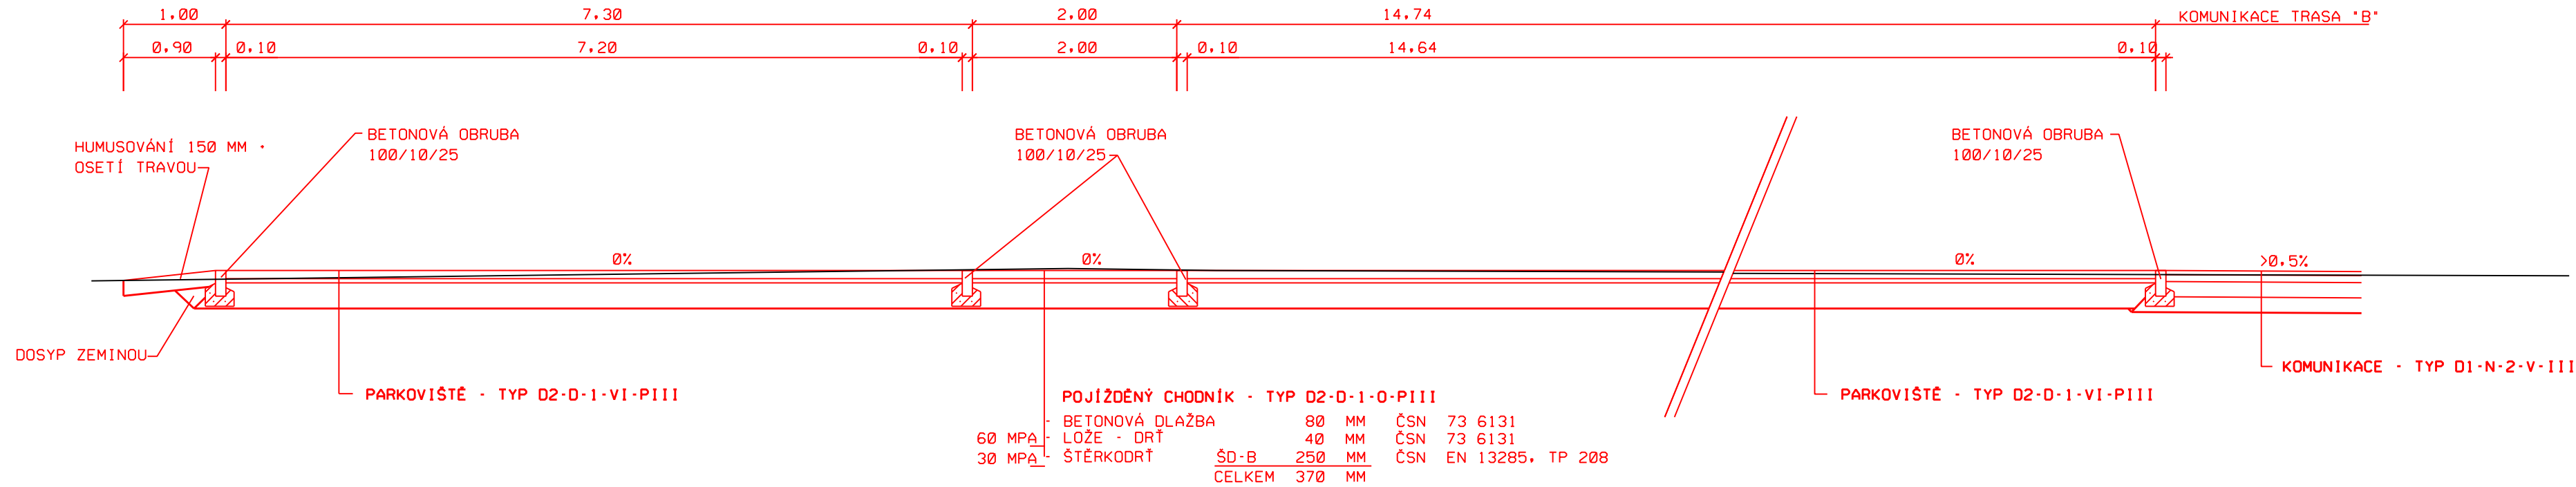 1.00 7.30 2.00 14.74 KOMUNIKACE TRASA "B"
0.90 0.10 7.20 0.10 2.00 0.10 14.64 0.10
HUMUSOVÁNÍ 150 MM +
OSETÍ TRAVOU
BETONOVÁ OBRUBA
100/10/25
BETONOVÁ OBRUBA
100/10/25
BETONOVÁ OBRUBA
100/10/25
0% 0% 0% >0.5%
DOSYP ZEMINOU
PARKOVIŠTĚ - TYP D2-D-1-VI-PIII
POJÍŽDĚNÝ CHODNÍK - TYP D2-D-1-O-PIII
- BETONOVÁ DLAŽBA 80 MM ČSN 73 6131
60 MPA - LOŽE - DRŤ 40 MM ČSN 73 6131
30 MPA - ŠTĚRKODRŤ ŠD-B 250 MM ČSN EN 13285, TP 208
CELKEM 370 MM
PARKOVIŠTĚ - TYP D2-D-1-VI-PIII
KOMUNIKACE - TYP D1-N-2-V-III